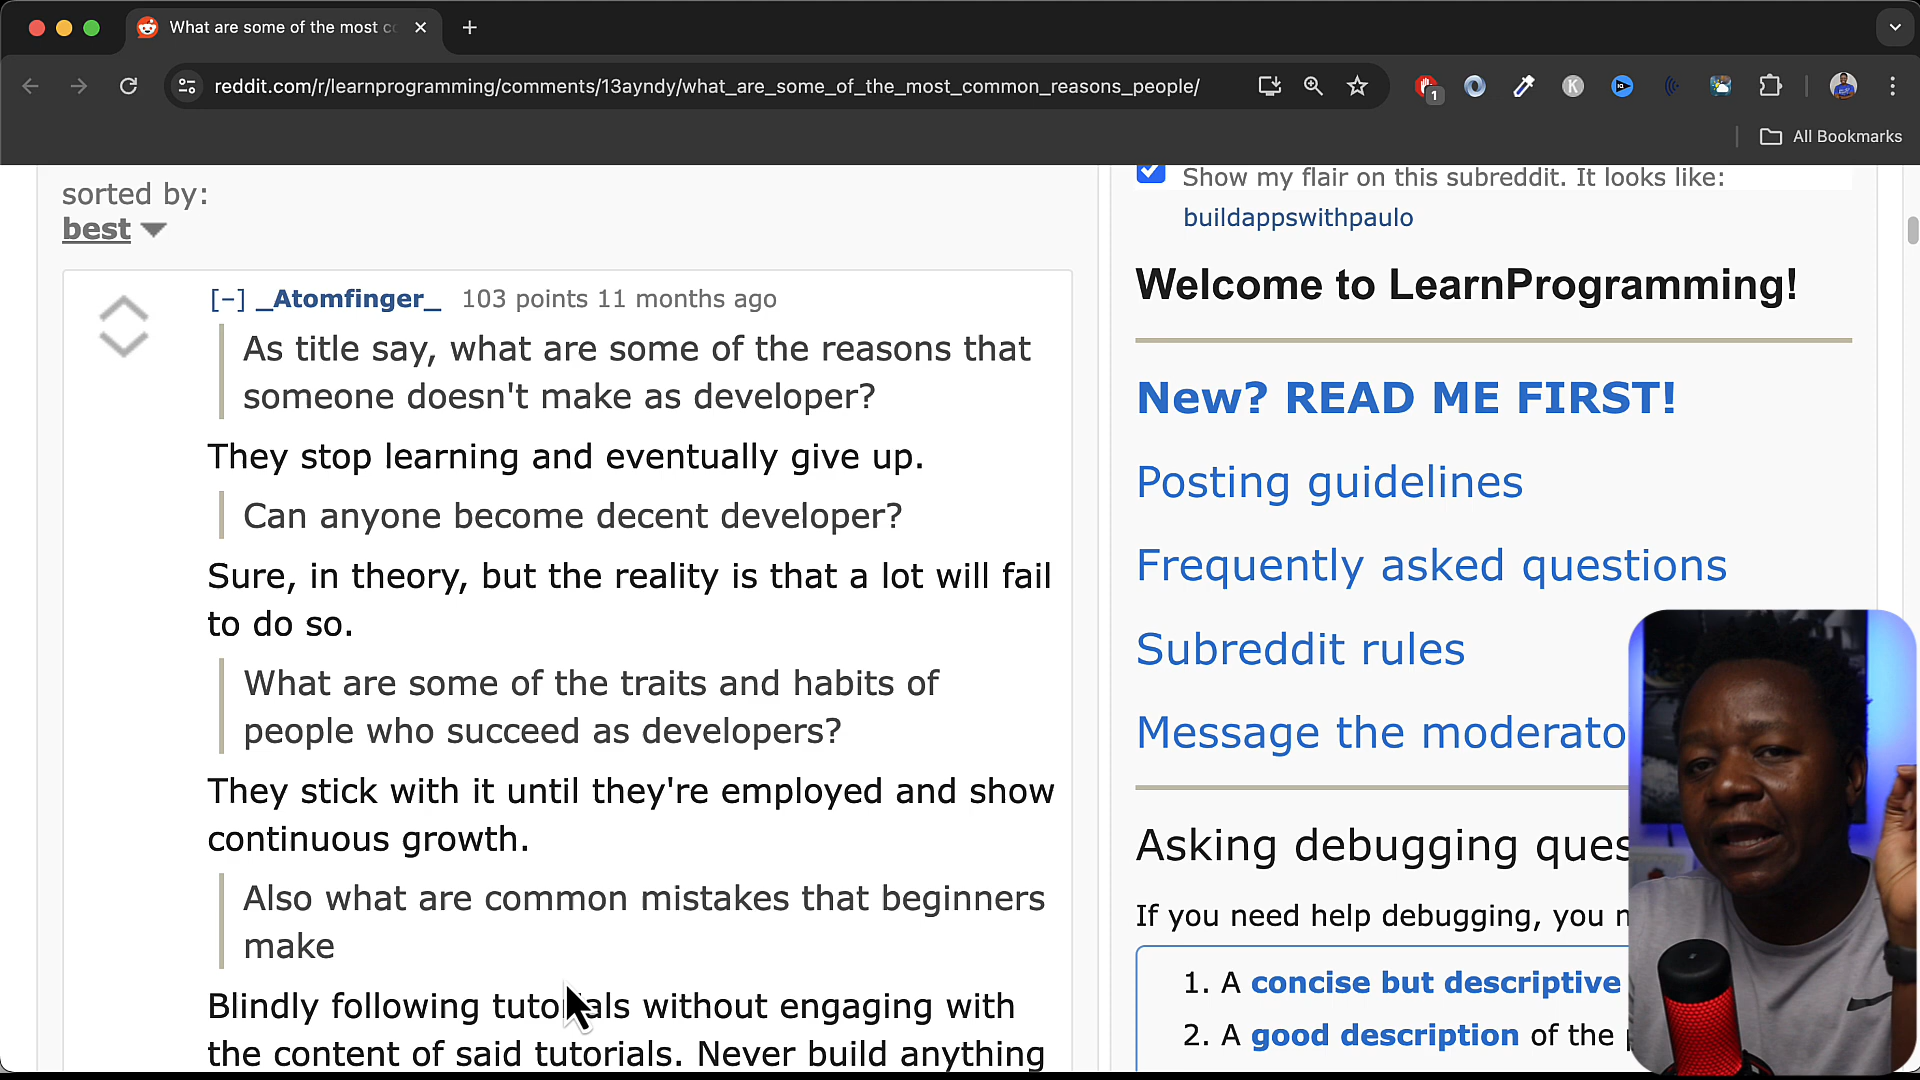 What are some of the most c
reddit.com/r/learnprogramming/comments/13ayndy/what_are_some_of_the_most_common_reasons_people/
1
K
All Bookmarks
sorted by:
best
[–] _Atomfinger_ 103 points 11 months ago
As title say, what are some of the reasons that
someone doesn't make as developer?
They stop learning and eventually give up.
Can anyone become decent developer?
Sure, in theory, but the reality is that a lot will fail
to do so.
What are some of the traits and habits of
people who succeed as developers?
They stick with it until they're employed and show
continuous growth.
Also what are common mistakes that beginners
make
Blindly following tutorials without engaging with
the content of said tutorials. Never build anything
Show my flair on this subreddit. It looks like:
buildappswithpaulo
Welcome to LearnProgramming!
New? READ ME FIRST!
Posting guidelines
Frequently asked questions
Subreddit rules
Message the moderato
Asking debugging ques
If you need help debugging, you n
1. A concise but descriptive
2. A good description of the